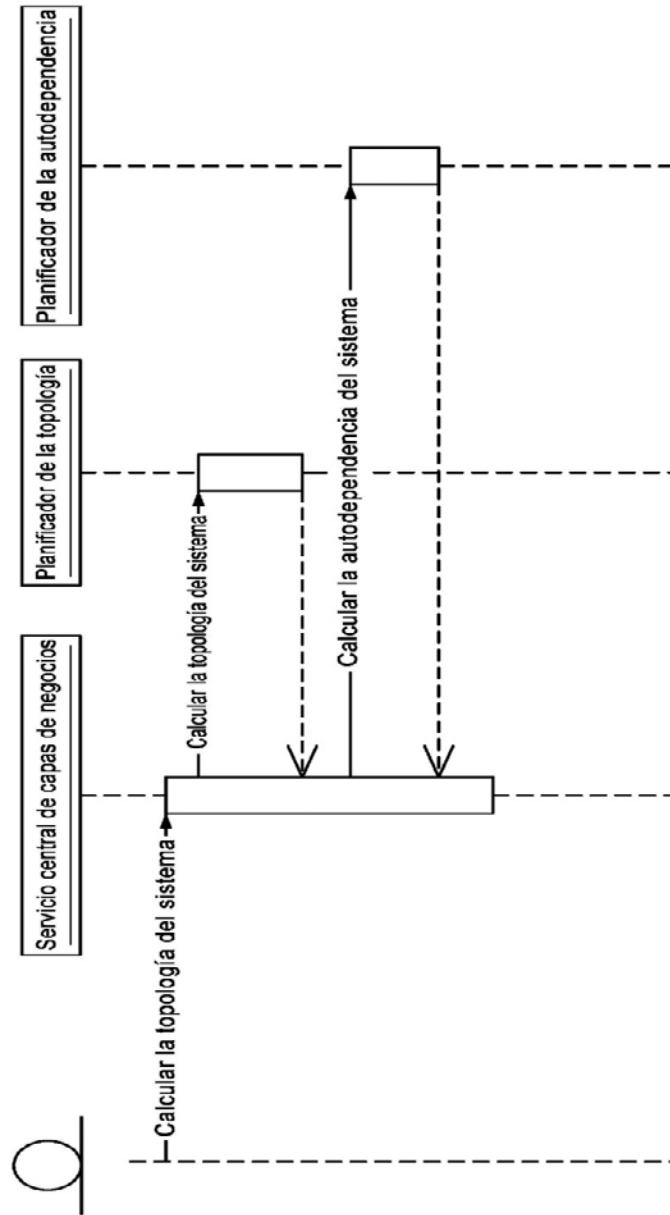 Servicio central de capas de negocios
Planificador de la topología
Planificador de la autodependencia
Calcular la topología del sistema
Calcular la topología del sistema
Calcular la autodependencia del sistema